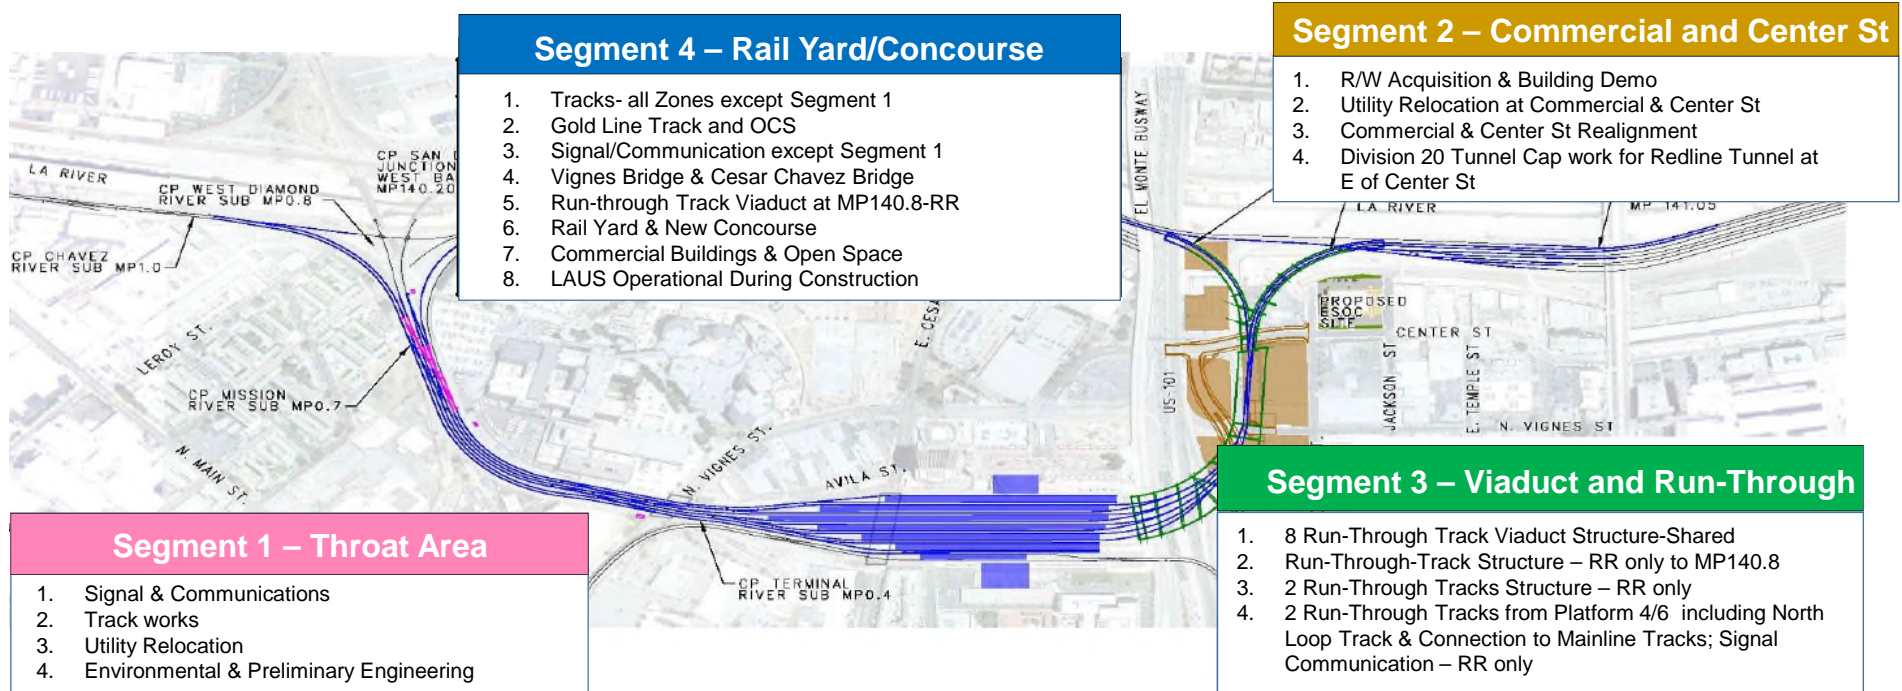 Segment 4 – Rail Yard/Concourse
1. Tracks- all Zones except Segment 1
2. Gold Line Track and OCS
3. Signal/Communication except Segment 1
4. Vignes Bridge & Cesar Chavez Bridge
5. Run-through Track Viaduct at MP140.8-RR
6. Rail Yard & New Concourse
7. Commercial Buildings & Open Space
8. LAUS Operational During Construction
Segment 2 – Commercial and Center St
1. R/W Acquisition & Building Demo
2. Utility Relocation at Commercial & Center St
3. Commercial & Center St Realignment
4. Division 20 Tunnel Cap work for Redline Tunnel at
E of Center St
LA RIVER
CP WEST DIAMOND
RIVER SUB MP0.8
CP SAN
JUNCTION
WEST
MP140.20
CP CHAVEZ
RIVER SUB MP1.0
LEROY ST.
CP MISSION
RIVER SUB MP0.7
N. MAIN ST.
EL MONTE BUSWAY
LA RIVER
MP 141.05
PROPOSED
ESOC
SITE
CENTER ST
E.
US-101
JACKSON ST
E. TEMPLE ST
N. VIGNES ST
N. VIGNES ST.
AVILA ST.
CP TERMINAL
RIVER SUB MP0.4
Segment 1 – Throat Area
1. Signal & Communications
2. Track works
3. Utility Relocation
4. Environmental & Preliminary Engineering
Segment 3 – Viaduct and Run-Through
1. 8 Run-Through Track Viaduct Structure-Shared
2. Run-Through-Track Structure – RR only to MP140.8
3. 2 Run-Through Tracks Structure – RR only
4. 2 Run-Through Tracks from Platform 4/6 including North
Loop Track & Connection to Mainline Tracks; Signal
Communication – RR only